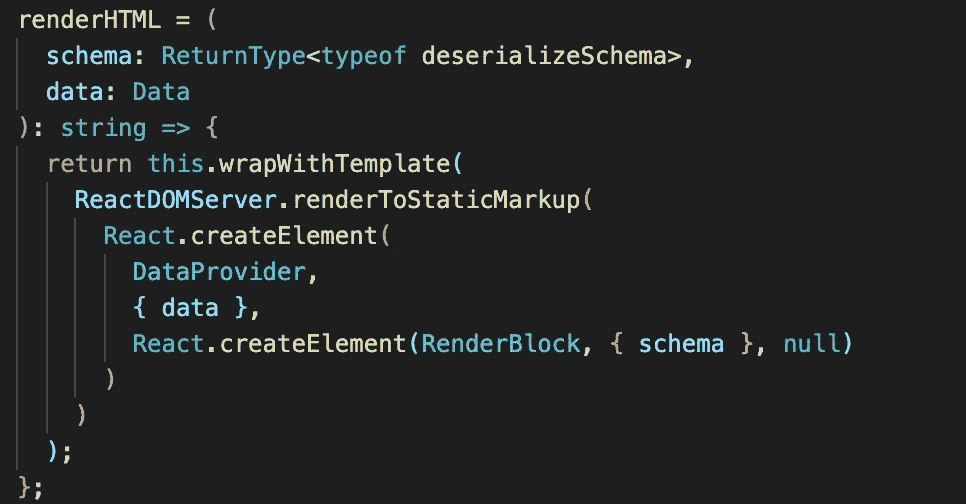 renderHTML = (
  schema: ReturnType<typeof deserializeSchema>,
  data: Data
): string => {
  return this.wrapWithTemplate(
    ReactDOMServer.renderToStaticMarkup(
      React.createElement(
        DataProvider,
        { data },
        React.createElement(RenderBlock, { schema }, null)
      )
    )
  );
};